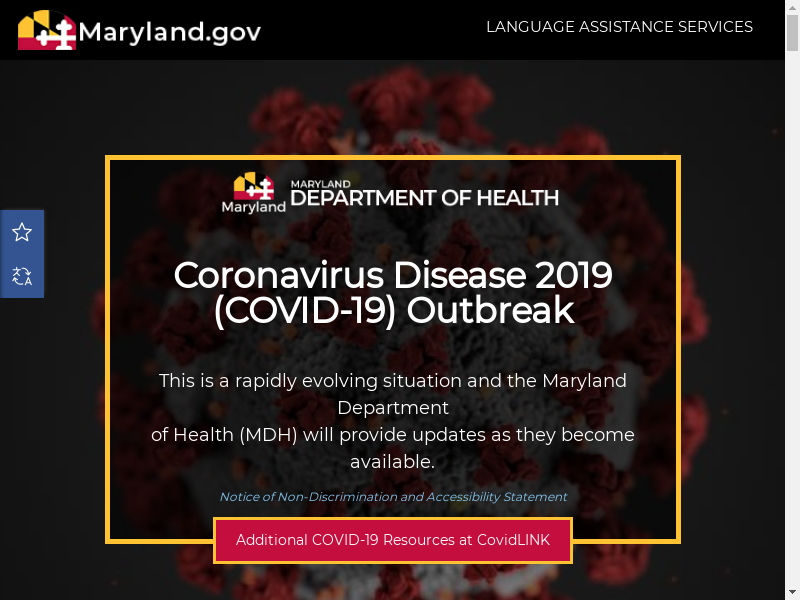 Maryland.gov
LANGUAGE ASSISTANCE SERVICES
Maryland
MARYLAND
DEPARTMENT OF HEALTH
Coronavirus Disease 2019
(COVID-19) Outbreak
This is a rapidly evolving situation and the Maryland
Department
of Health (MDH) will provide updates as they become
available.
Notice of Non-Discrimination and Accessibility Statement
Additional COVID-19 Resources at CovidLINK